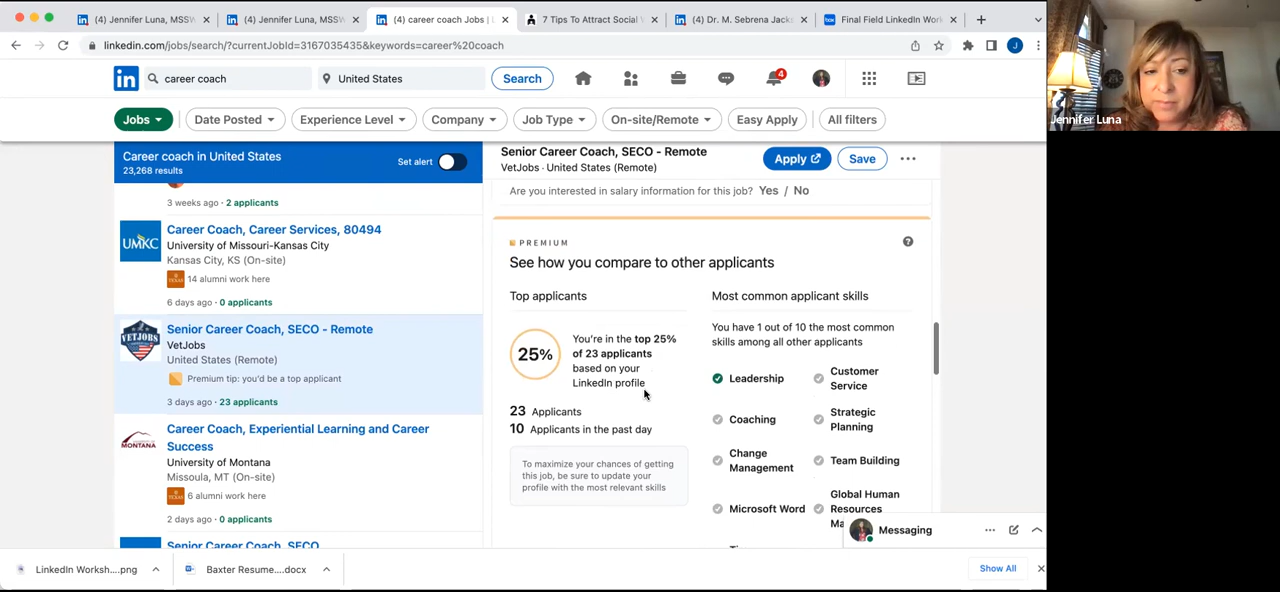 (4) Jennifer Luna, MSSW
(4) Jennifer Luna, MSSW
(4) career coach Jobs | L
7 Tips To Attract Social
(4) Dr. M. Sebrena Jacks
Final Field LinkedIn Work
linkedin.com/jobs/search/?currentJobId=3167035435&keywords=career%20coach
J
in
career coach
United States
Search
4
Jobs
Date Posted
Experience Level
Company
Job Type
On-site/Remote
Easy Apply
All filters
Career coach in United States
23,268 results
Set alert
3 weeks ago · 2 applicants
UMKC
Career Coach, Career Services, 80494
University of Missouri-Kansas City
Kansas City, KS (On-site)
TEXAS
14 alumni work here
6 days ago · 0 applicants
VETJOBS
Senior Career Coach, SECO - Remote
VetJobs
United States (Remote)
Premium tip: you'd be a top applicant
3 days ago · 23 applicants
MONTANA
Career Coach, Experiential Learning and Career
Success
University of Montana
Missoula, MT (On-site)
TEXAS
6 alumni work here
2 days ago · 0 applicants
Senior Career Coach, SECO
Senior Career Coach, SECO - Remote
VetJobs · United States (Remote)
Apply
Save
Are you interested in salary information for this job? Yes / No
PREMIUM
See how you compare to other applicants
Top applicants
25%
You're in the top 25%
of 23 applicants
based on your
LinkedIn profile
23 Applicants
10 Applicants in the past day
To maximize your chances of getting
this job, be sure to update your
profile with the most relevant skills
Most common applicant skills
You have 1 out of 10 the most common
skills among all other applicants
Leadership
Customer
Service
Coaching
Strategic
Planning
Change
Management
Team Building
Microsoft Word
Global Human
Resources
Ma
Messaging
LinkedIn Worksh....png
Baxter Resume....docx
Show All
Jennifer Luna